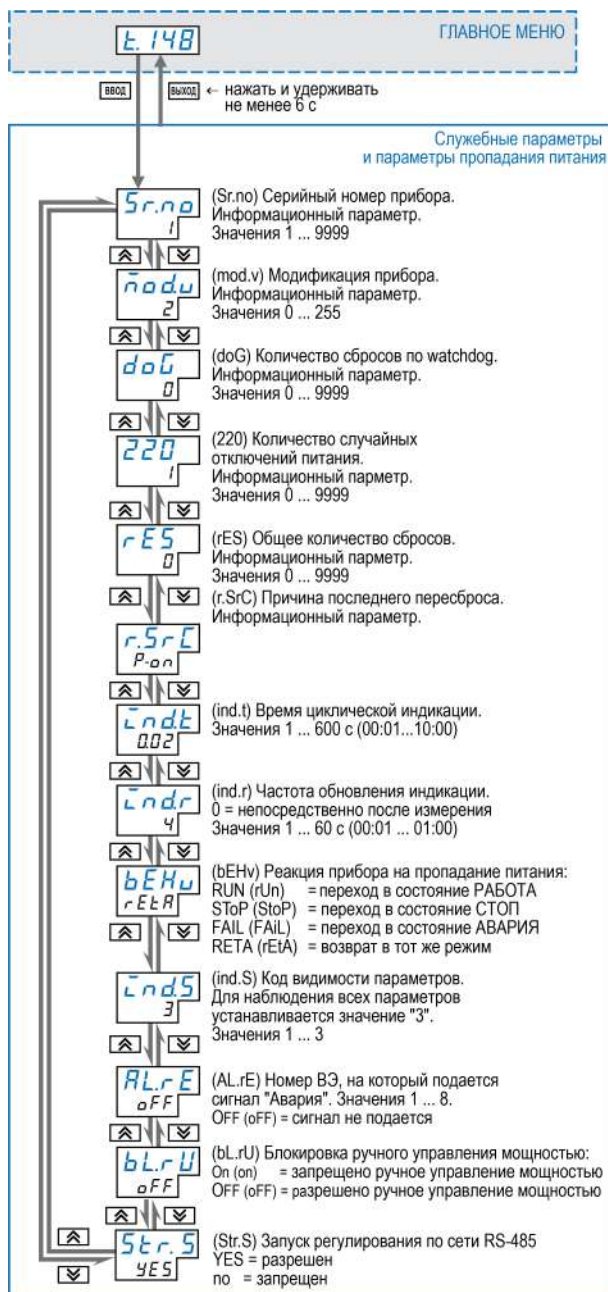 ГЛАВНОЕ МЕНЮ
t.148
ВВОД
ВЫХОД
← нажать и удерживать
не менее 6 с
Служебные параметры
и параметры пропадания питания
Sr.no
1
(Sr.no) Серийный номер прибора.
Информационный параметр.
Значения 1 ... 9999
mod.u
2
(mod.v) Модификация прибора.
Информационный параметр.
Значения 0 ... 255
doG
0
(doG) Количество сбросов по watchdog.
Информационный параметр.
Значения 0 ... 9999
220
1
(220) Количество случайных
отключений питания.
Информационный парметр.
Значения 0 ... 9999
rES
0
(rES) Общее количество сбросов.
Информационный парметр.
Значения 0 ... 9999
(r.SrC) Причина последнего пересброса.
Информационный параметр.
r.SrC
P-on
ind.t
0.02
(ind.t) Время циклической индикации.
Значения 1 ... 600 с (00:01...10:00)
ind.r
4
(ind.r) Частота обновления индикации.
0 = непосредственно после измерения
Значения 1 ... 60 с (00:01 ... 01:00)
bEHu
rEtA
(bEHv) Реакция прибора на пропадание питания:
RUN (rUn) = переход в состояние РАБОТА
SToP (StoP) = переход в состояние СТОП
FAIL (FAiL) = переход в состояние АВАРИЯ
RETA (rEtA) = возврат в тот же режим
ind.S
3
(ind.S) Код видимости параметров.
Для наблюдения всех параметров
устанавливается значение "3".
Значения 1 ... 3
AL.rE
oFF
(AL.rE) Номер ВЭ, на который подается
сигнал "Авария". Значения 1 ... 8.
OFF (oFF) = сигнал не подается
bL.rU
oFF
(bL.rU) Блокировка ручного управления мощностью:
On (on) = запрещено ручное управление мощностью
OFF (oFF) = разрешено ручное управление мощностью
Str.S
YES
(Str.S) Запуск регулирования по сети RS-485
YES = разрешен
no = запрещен